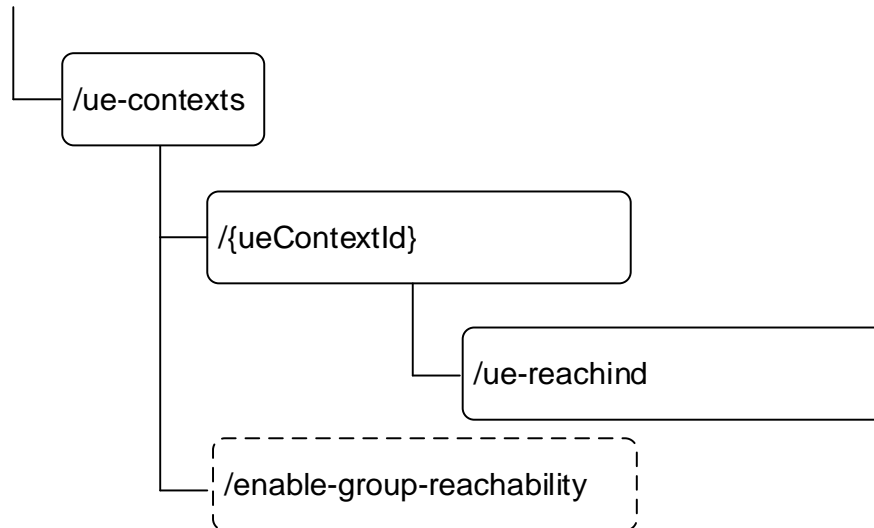 /ue-contexts
/{ueContextId}
/ue-reachind
/enable-group-reachability